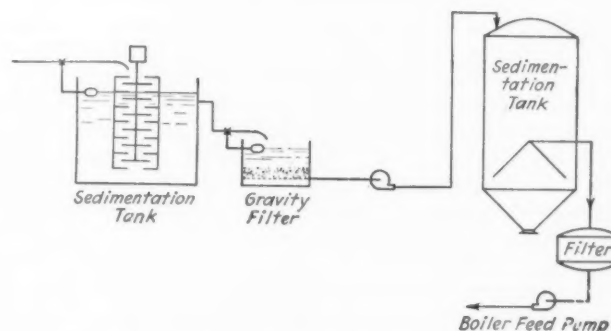 Sedimentation
Tank
Gravity
Filter
Sedimen-
tation
Tank
Filter
Boiler Feed Pump